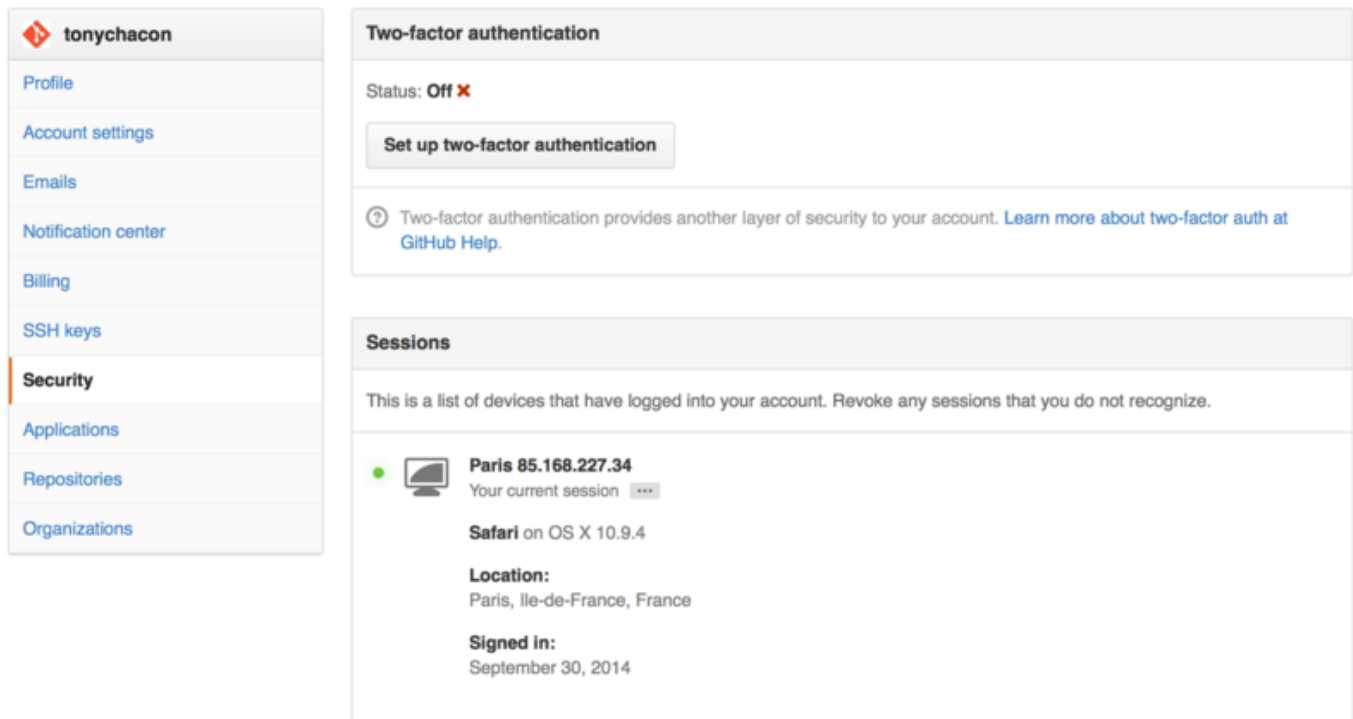 tonychacon
Profile
Account settings
Emails
Notification center
Billing
SSH keys
Security
Applications
Repositories
Organizations
Two-factor authentication
Status: Off ✖
Set up two-factor authentication
? Two-factor authentication provides another layer of security to your account. Learn more about two-factor auth at
GitHub Help.
Sessions
This is a list of devices that have logged into your account. Revoke any sessions that you do not recognize.
Paris 85.168.227.34
Your current session ···
Safari on OS X 10.9.4
Location:
Paris, Ile-de-France, France
Signed in:
September 30, 2014